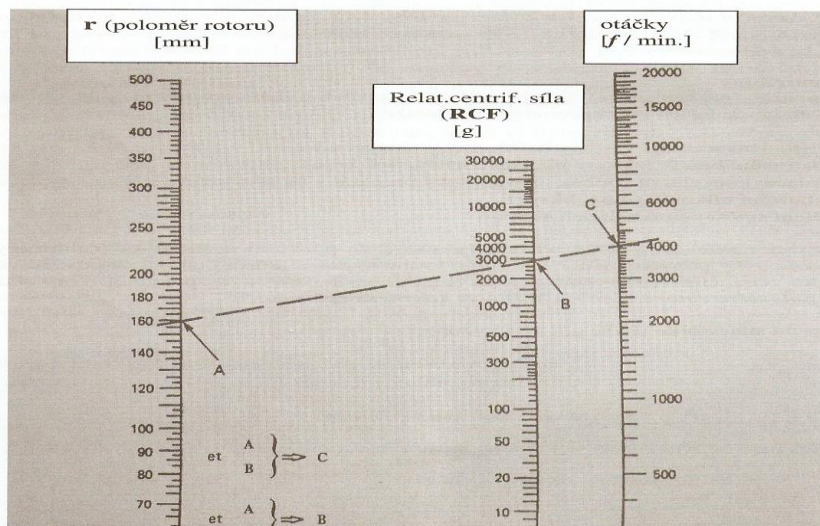 r (poloměr rotoru)
[mm]
500
450
400
350
300
250
200
180
160
140
120
100
90
80
70
A
Relat.centrif. síla
(RCF)
[g]
30000
20000
10000
5000
4000
3000
2000
1000
500
300
100
50
20
10
B
otáčky
[f / min.]
20000
15000
10000
6000
4000
3000
2000
1000
500
C
et A
B } ⇒ C
et A
} ⇒ B